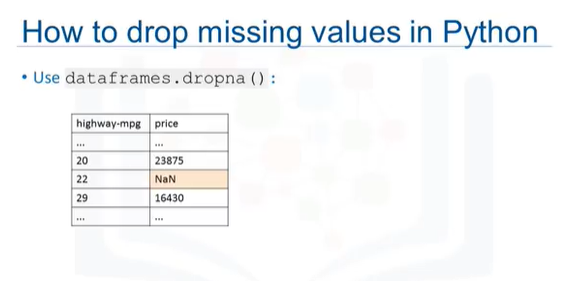 How to drop missing values in Python
• Use dataframes.dropna():
highway-mpg price
... ...
20 23875
22 NaN
29 16430
... ...